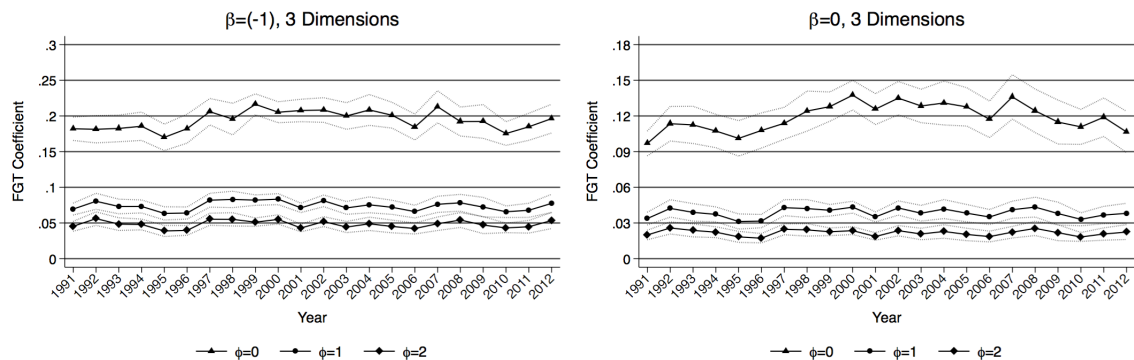 β=(-1), 3 Dimensions
FGT Coefficient
.3
.25
.2
.15
.1
.05
0
1991 1992 1993 1994 1995 1996 1997 1998 1999 2000 2001 2002 2003 2004 2005 2006 2007 2008 2009 2010 2011 2012
Year
ϕ=0 ϕ=1 ϕ=2
β=0, 3 Dimensions
FGT Coefficient
.18
.15
.12
.09
.06
.03
0
1991 1992 1993 1994 1995 1996 1997 1998 1999 2000 2001 2002 2003 2004 2005 2006 2007 2008 2009 2010 2011 2012
Year
ϕ=0 ϕ=1 ϕ=2